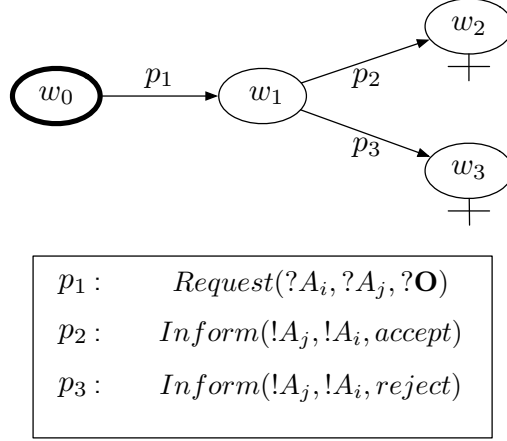 w₂
w₀ p₁ w₁ p₂
p₃ w₃
p₁ : Request(?Aᵢ, ?Aⱼ, ?O)
p₂ : Inform(!Aⱼ, !Aᵢ, accept)
p₃ : Inform(!Aⱼ, !Aᵢ, reject)